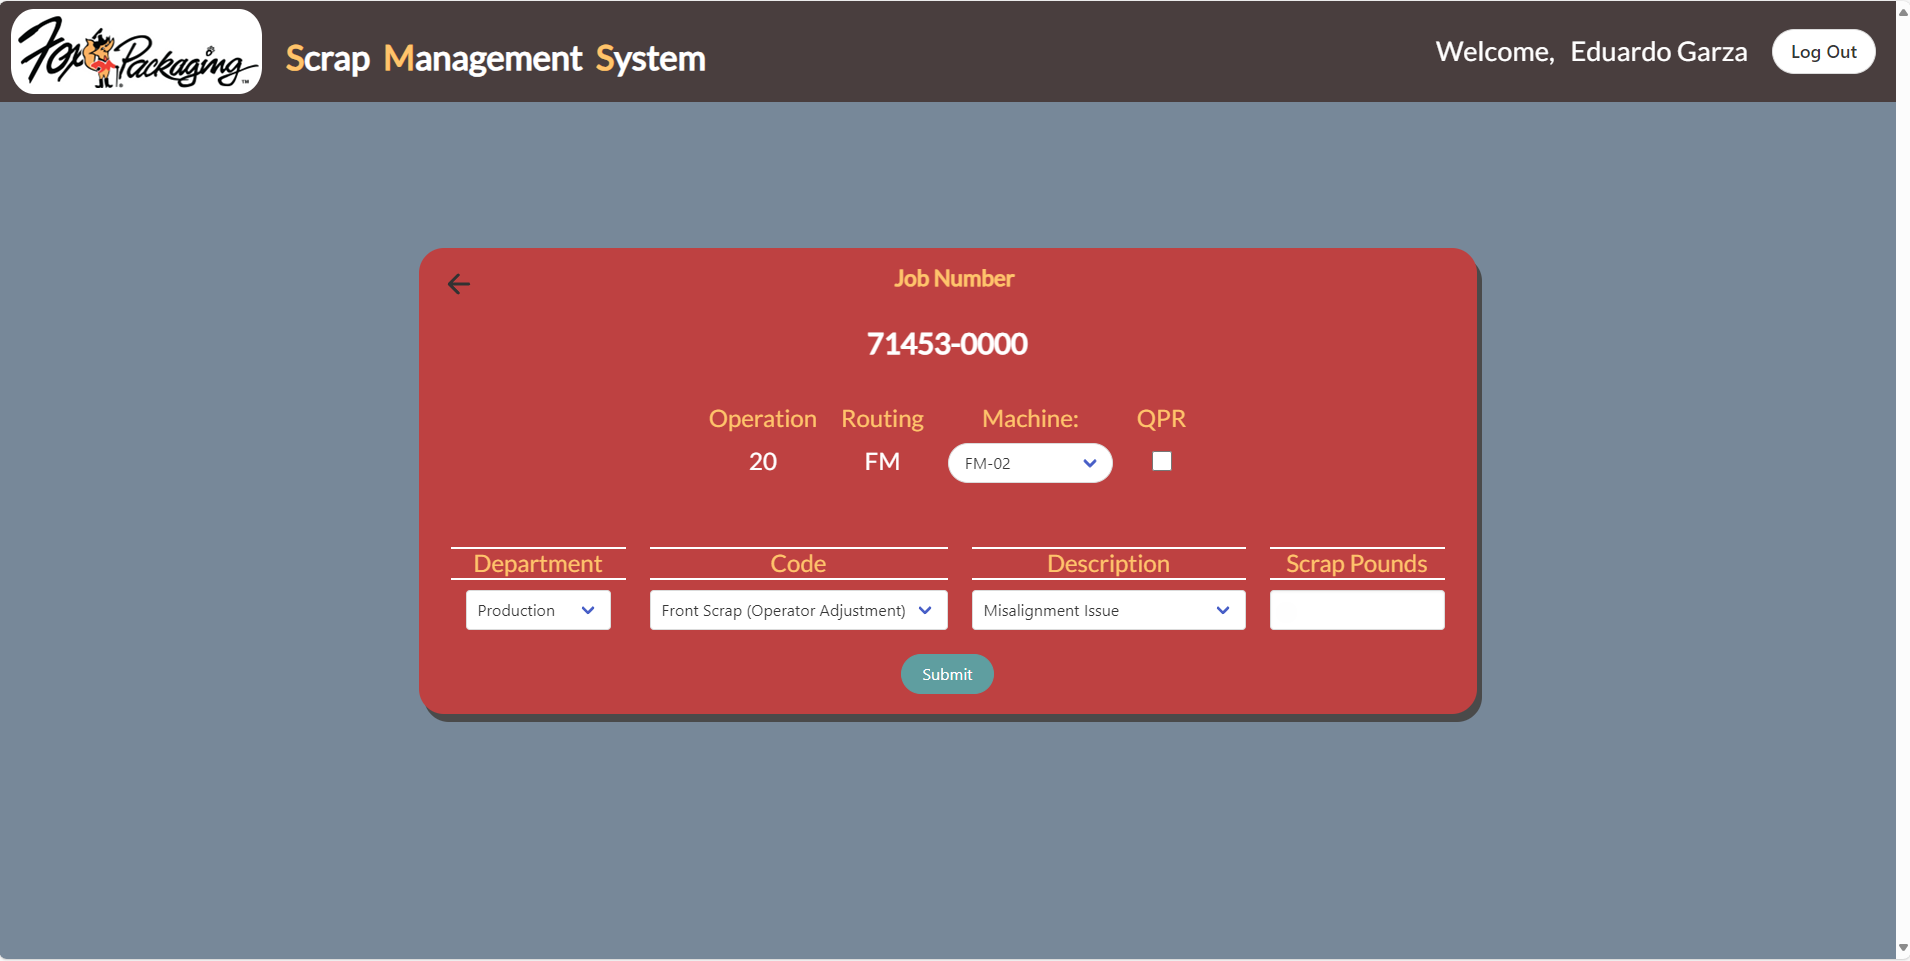 Fox Packaging™
Scrap Management System
Welcome, Eduardo Garza
Log Out
Job Number
71453-0000
Operation Routing Machine: QPR
20 FM FM-02
Department Code Description Scrap Pounds
Production Front Scrap (Operator Adjustment) Misalignment Issue
Submit